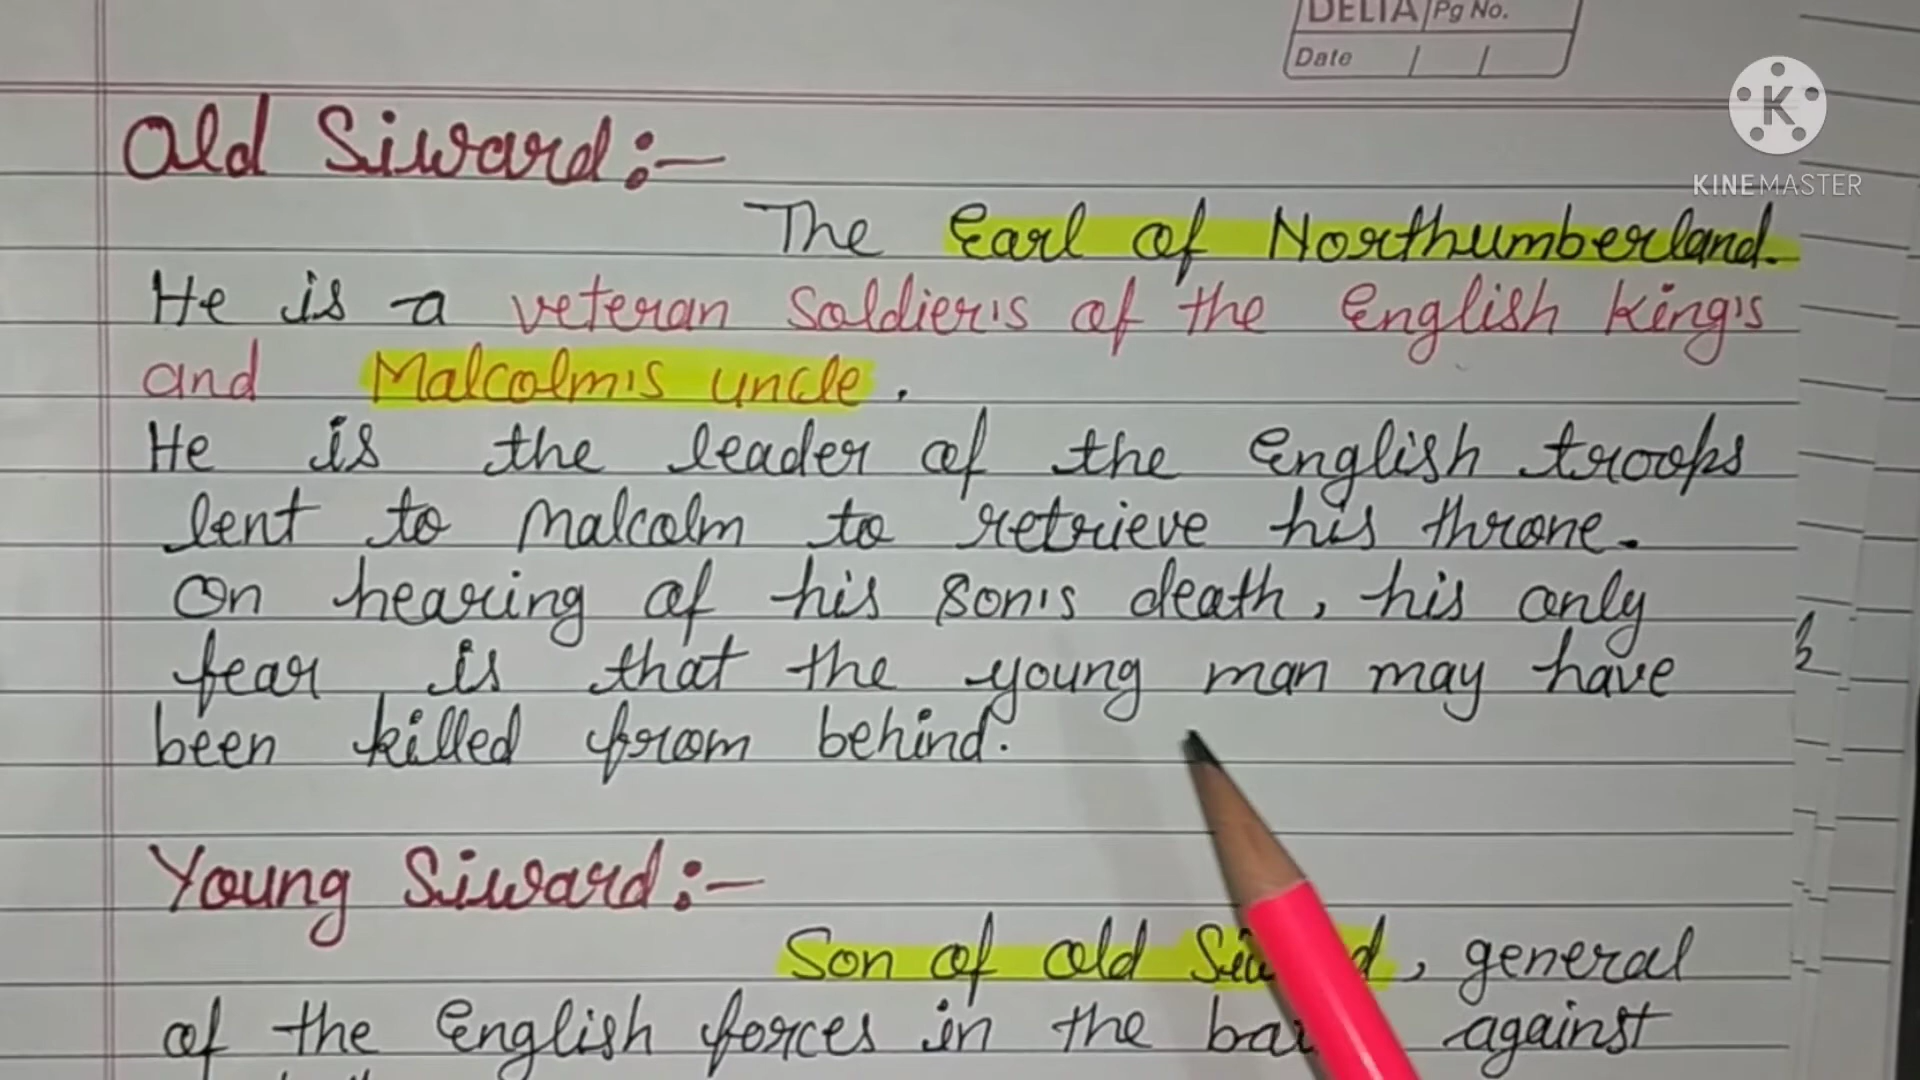 DELTA Pg No.
Date / /
KINEMASTER
Old Siward:-
The Earl of Northumberland.
He is a veteran Soldier's of the English King's
and Malcolm's uncle.
He is the leader of the English troops
lent to Malcolm to retrieve his throne.
On hearing of his son's death, his only
fear is that the young man may have
been killed from behind.
Young Siward:-
Son of old , general
of the English forces in the against